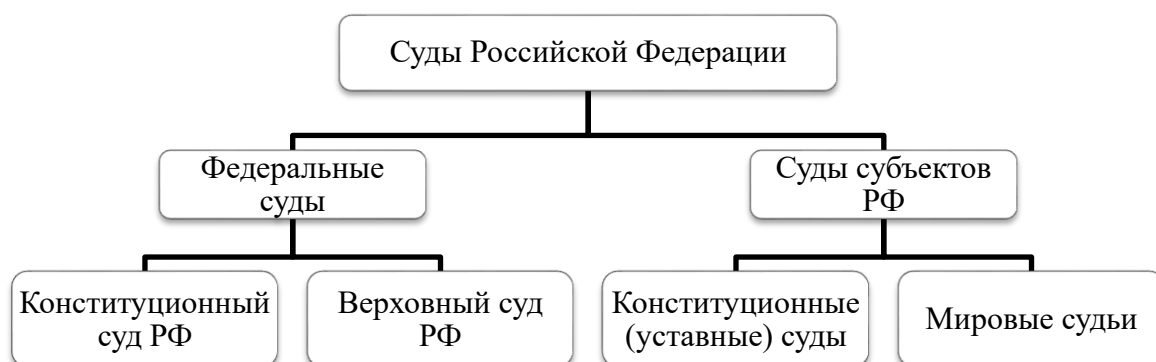 Суды Российской Федерации
Федеральные
суды
Суды субъектов
РФ
Конституционный
суд РФ
Верховный суд
РФ
Конституционные
(уставные) суды
Мировые судьи